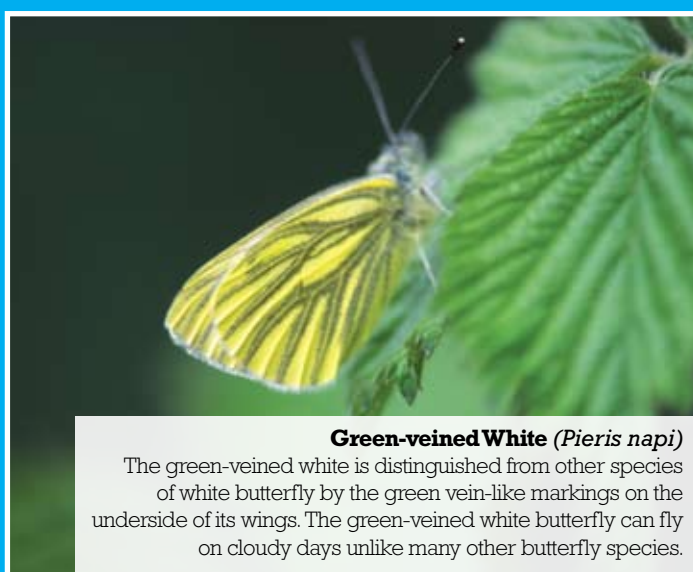 Green-veined White (Pieris napi)
The green-veined white is distinguished from other species
of white butterfly by the green vein-like markings on the
underside of its wings. The green-veined white butterfly can fly
on cloudy days unlike many other butterfly species.